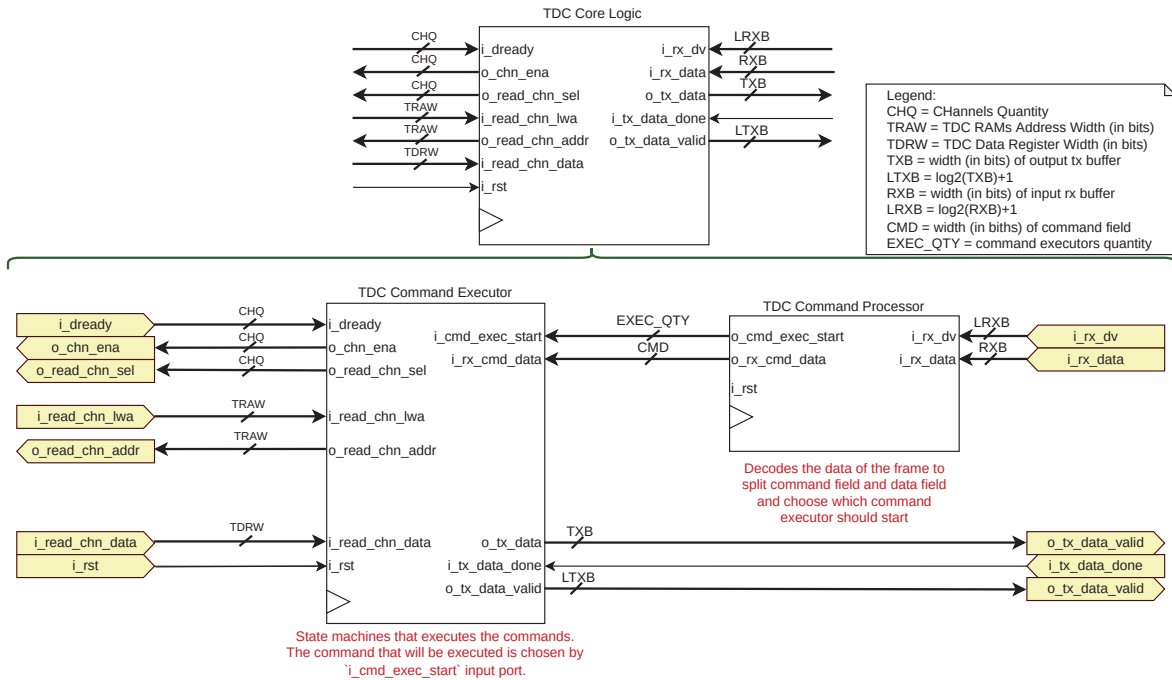 TDC Core Logic
CHQ
i_dready
CHQ
o_chn_ena
CHQ
o_read_chn_sel
TRAW
i_read_chn_lwa
TRAW
o_read_chn_addr
TDRW
i_read_chn_data
i_rst
LRXB
i_rx_dv
RXB
i_rx_data
TXB
o_tx_data
i_tx_data_done
LTXB
o_tx_data_valid
Legend:
CHQ = CHannels Quantity
TRAW = TDC RAMs Address Width (in bits)
TDRW = TDC Data Register Width (in bits)
TXB = width (in bits) of output tx buffer
LTXB = log2(TXB)+1
RXB = width (in bits) of input rx buffer
LRXB = log2(RXB)+1
CMD = width (in biths) of command field
EXEC_QTY = command executors quantity
TDC Command Executor
i_dready
CHQ
i_dready
o_chn_ena
CHQ
o_chn_ena
o_read_chn_sel
CHQ
o_read_chn_sel
i_read_chn_lwa
TRAW
i_read_chn_lwa
o_read_chn_addr
TRAW
o_read_chn_addr
i_read_chn_data
TDRW
i_read_chn_data
i_rst
i_rst
i_cmd_exec_start
i_rx_cmd_data
o_tx_data
i_tx_data_done
o_tx_data_valid
State machines that executes the commands.
The command that will be executed is chosen by
`i_cmd_exec_start` input port.
EXEC_QTY
CMD
TDC Command Processor
o_cmd_exec_start
o_rx_cmd_data
i_rst
i_rx_dv
i_rx_data
LRXB
i_rx_dv
RXB
i_rx_data
Decodes the data of the frame to
split command field and data field
and choose which command
executor should start
TXB
o_tx_data_valid
i_tx_data_done
LTXB
o_tx_data_valid